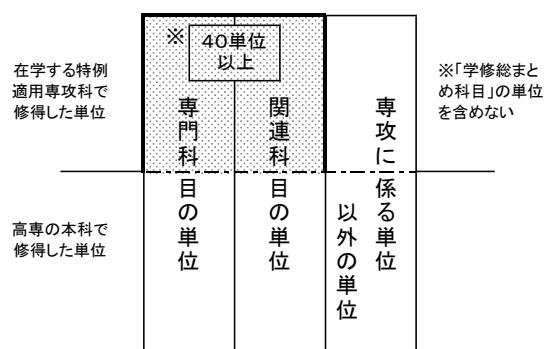 在学する特例
適用専攻科で
修得した単位
※
40単位
以上
専門科目の単位
関連科目の単位
専攻に係る単位
以外の単位
※「学修総まと
め科目」の単位
を含めない
高専の本科で
修得した単位